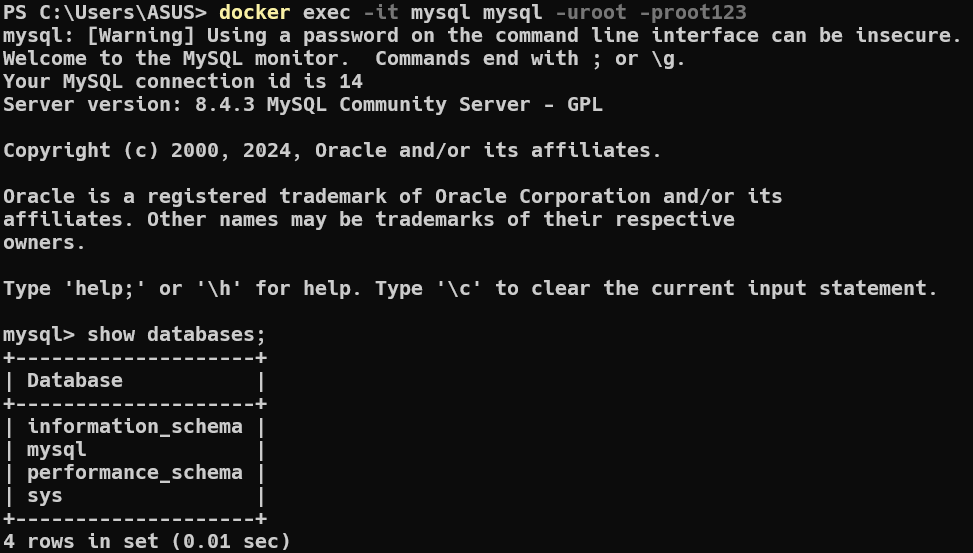 PS C:\Users\ASUS> docker exec -it mysql mysql -uroot -proot123
mysql: [Warning] Using a password on the command line interface can be insecure.
Welcome to the MySQL monitor.  Commands end with ; or \g.
Your MySQL connection id is 14
Server version: 8.4.3 MySQL Community Server - GPL

Copyright (c) 2000, 2024, Oracle and/or its affiliates.

Oracle is a registered trademark of Oracle Corporation and/or its
affiliates. Other names may be trademarks of their respective
owners.

Type 'help;' or '\h' for help. Type '\c' to clear the current input statement.

mysql> show databases;
+--------------------+
| Database           |
+--------------------+
| information_schema |
| mysql              |
| performance_schema |
| sys                |
+--------------------+
4 rows in set (0.01 sec)